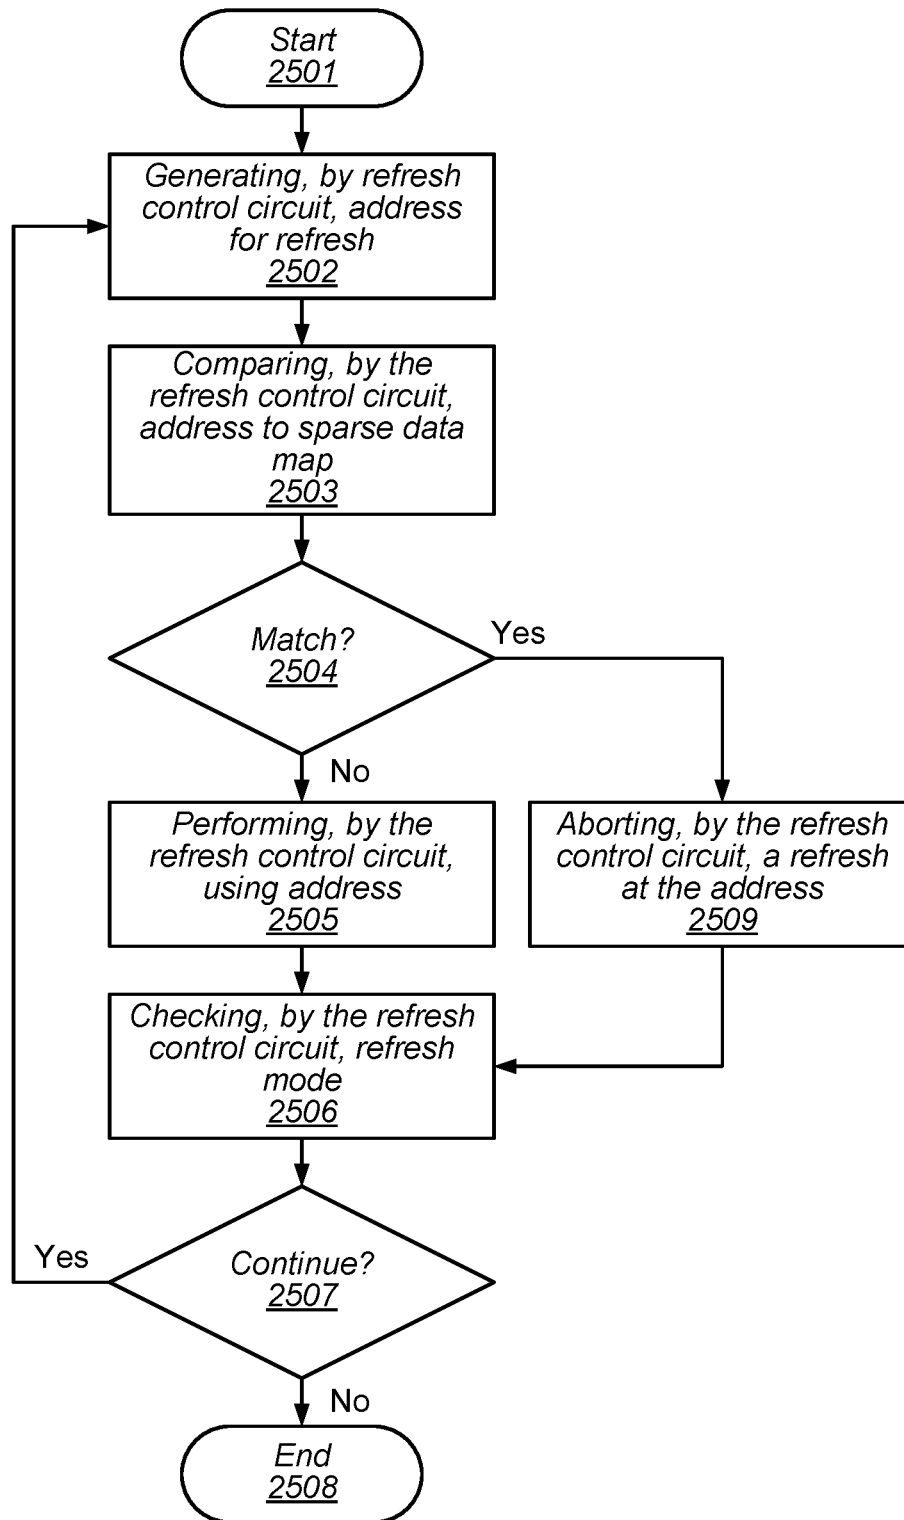 Start
2501
Generating, by refresh
control circuit, address
for refresh
2502
Comparing, by the
refresh control circuit,
address to sparse data
map
2503
Match?
2504
Yes
No
Performing, by the
refresh control circuit,
using address
2505
Aborting, by the refresh
control circuit, a refresh
at the address
2509
Checking, by the refresh
control circuit, refresh
mode
2506
Continue?
2507
Yes
No
End
2508